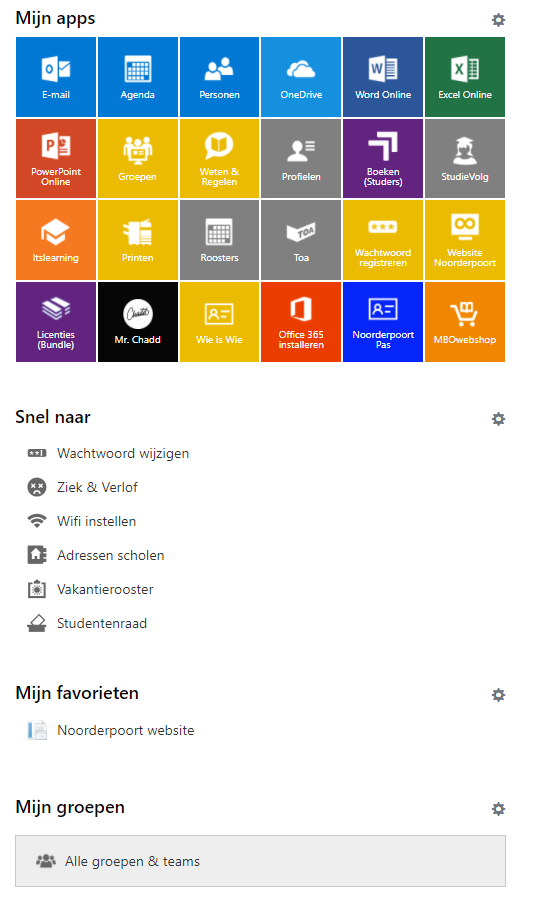 Mijn apps
E-mail
Agenda
Personen
OneDrive
Word Online
Excel Online
PowerPoint
Online
Groepen
Weten &
Regelen
Profielen
Boeken
(Studers)
StudieVolg
Itslearning
Printen
Roosters
TOA
Toa
Wachtwoord
registreren
Website
Noorderpoort
Licenties
(Bundle)
Chadd
Mr. Chadd
Wie is Wie
Office 365
installeren
Noorderpoort
Pas
MBOwebshop
Snel naar
Wachtwoord wijzigen
Ziek & Verlof
Wifi instellen
Adressen scholen
Vakantierooster
Studentenraad
Mijn favorieten
Noorderpoort website
Mijn groepen
Alle groepen & teams